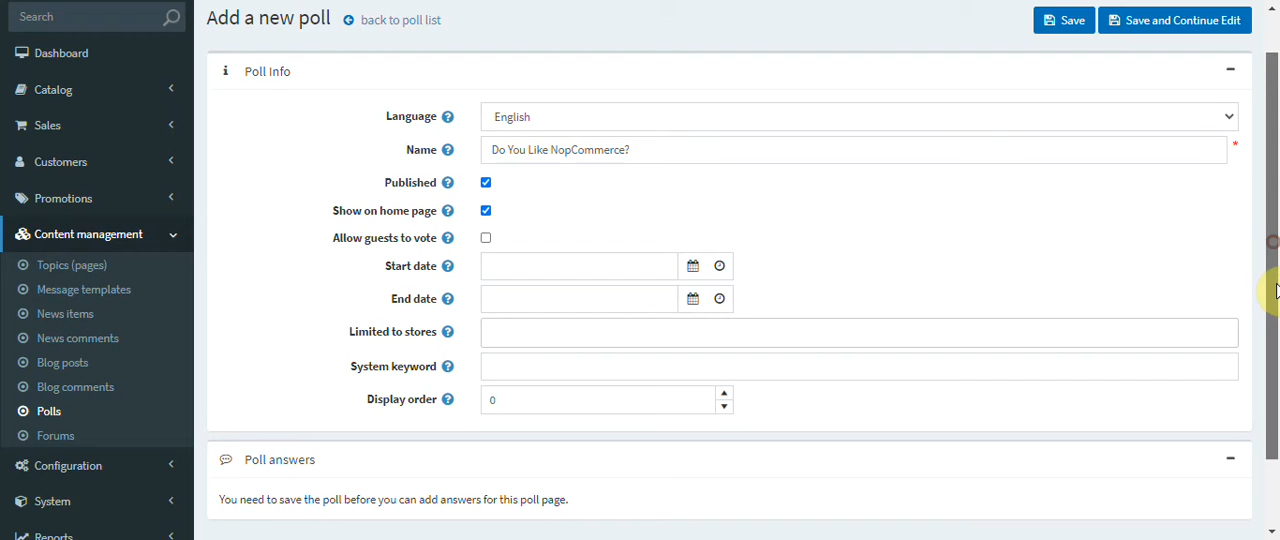 Search
Dashboard
Catalog
Sales
Customers
Promotions
Content management
Topics (pages)
Message templates
News items
News comments
Blog posts
Blog comments
Polls
Forums
Configuration
System
Reports
Add a new poll back to poll list
Save Save and Continue Edit
Poll Info
Language English
Name Do You Like NopCommerce? *
Published
Show on home page
Allow guests to vote
Start date
End date
Limited to stores
System keyword
Display order 0
Poll answers
You need to save the poll before you can add answers for this poll page.